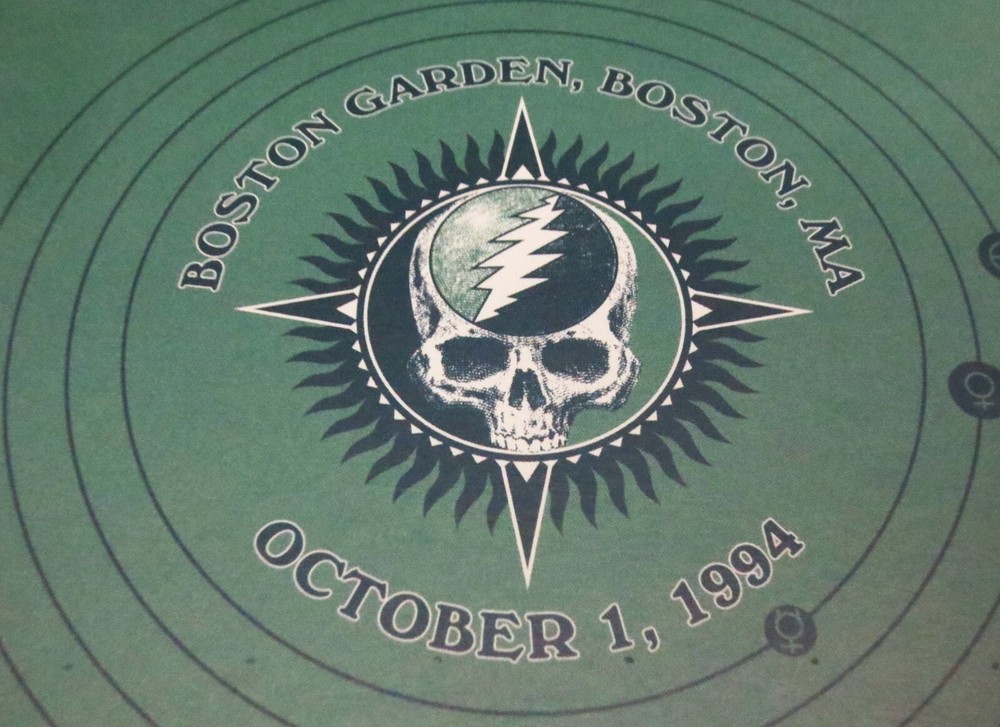 BOSTON GARDEN, BOSTON, MA
OCTOBER 1, 1994